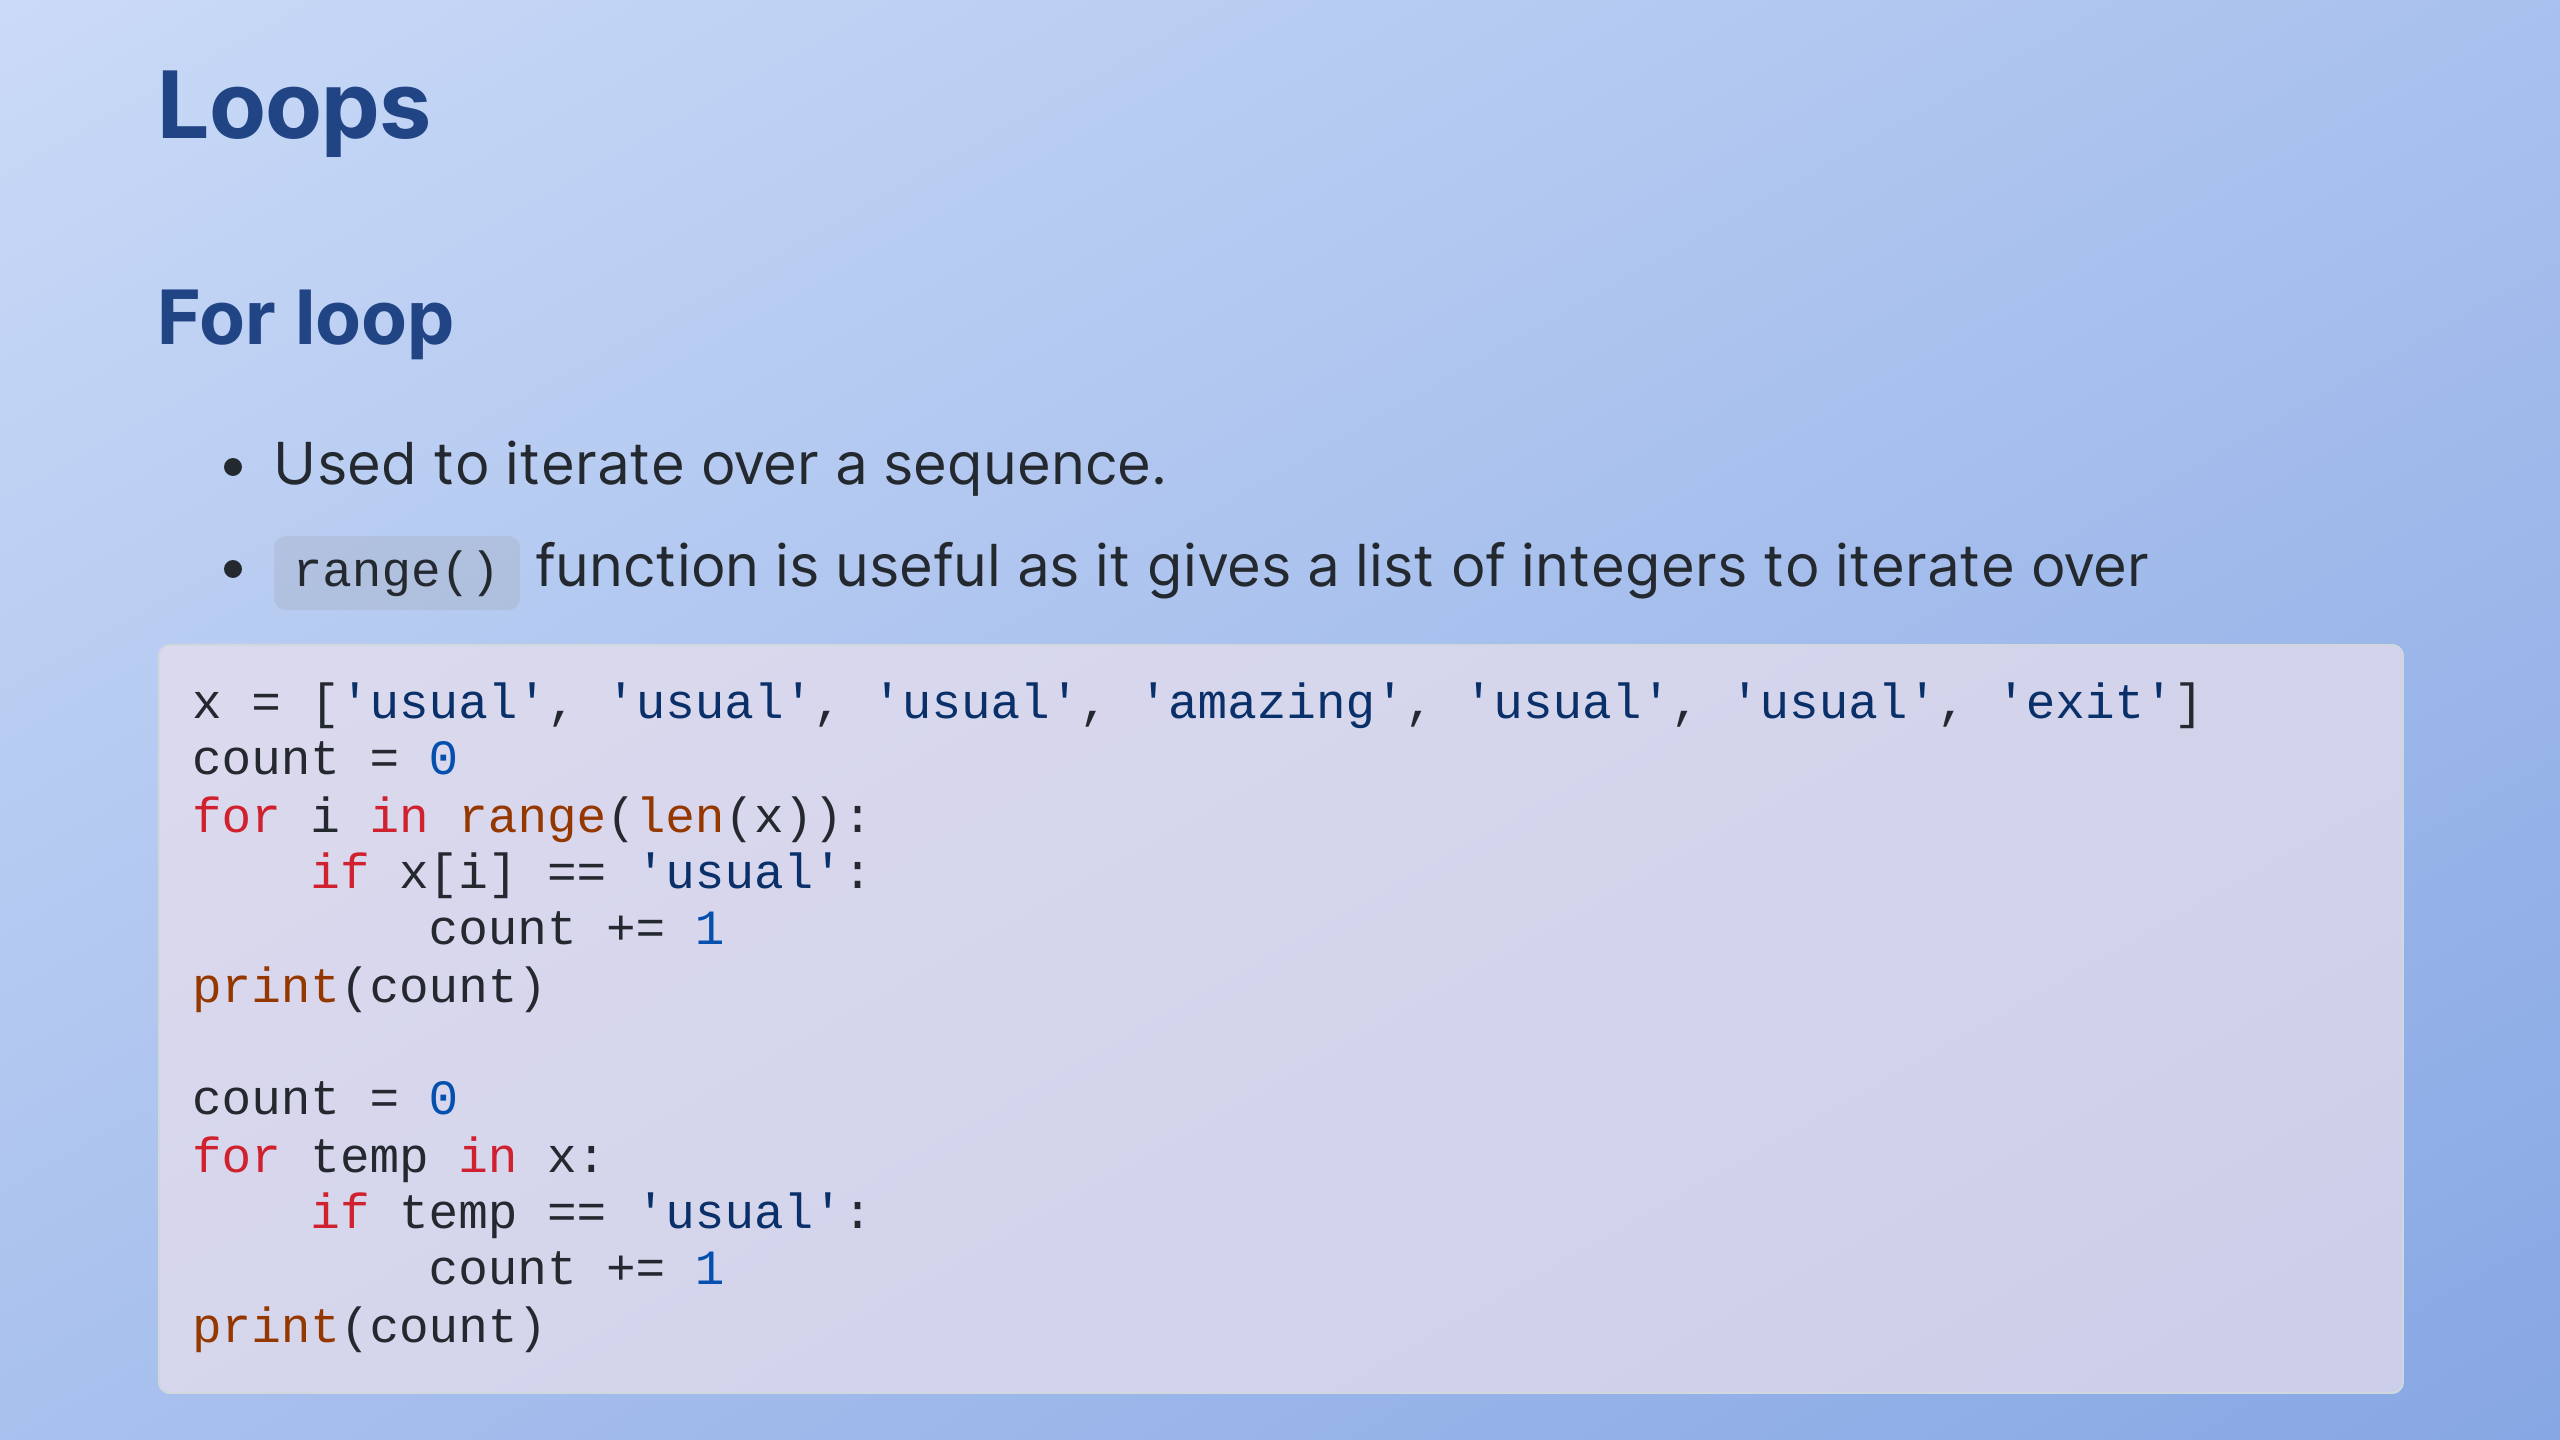 Loops
For loop
• Used to iterate over a sequence.
• range() function is useful as it gives a list of integers to iterate over
x = ['usual', 'usual', 'usual', 'amazing', 'usual', 'usual', 'exit']
count = 0
for i in range(len(x)):
    if x[i] == 'usual':
        count += 1
print(count)

count = 0
for temp in x:
    if temp == 'usual':
        count += 1
print(count)